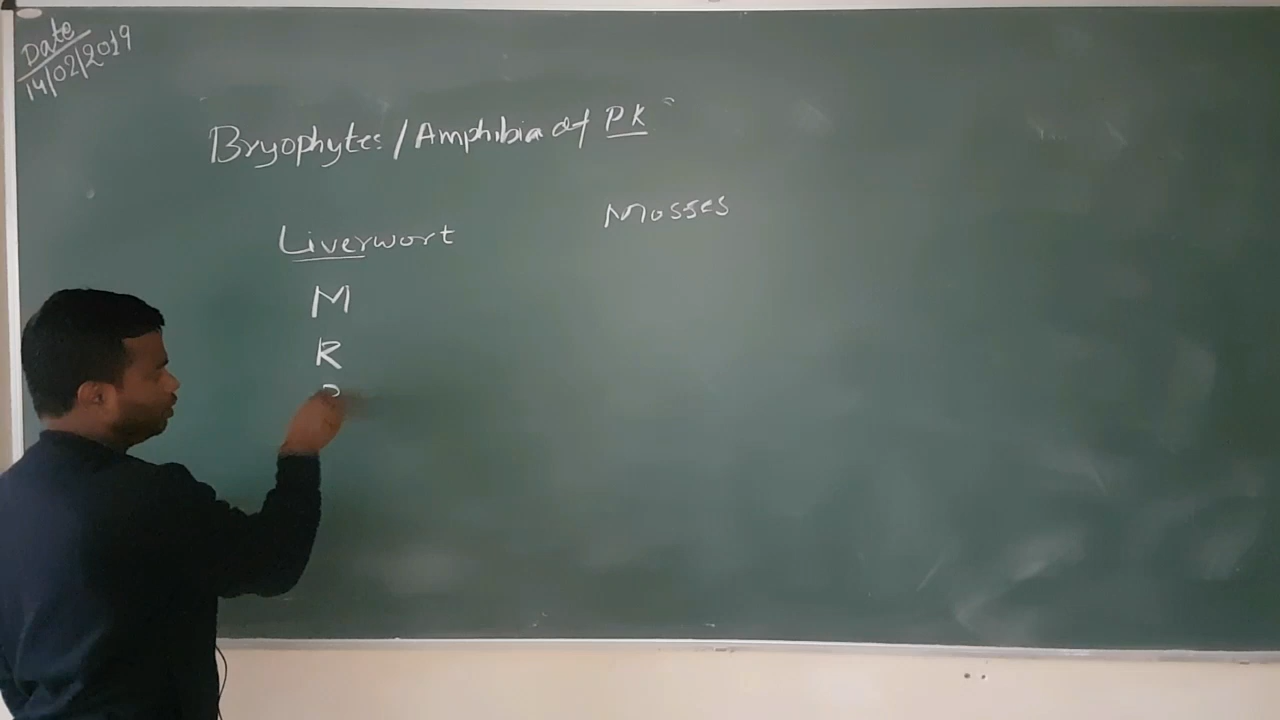 Date
14/02/2019
Bryophytes / Amphibia of PK
Liverwort
Mosses
M
R